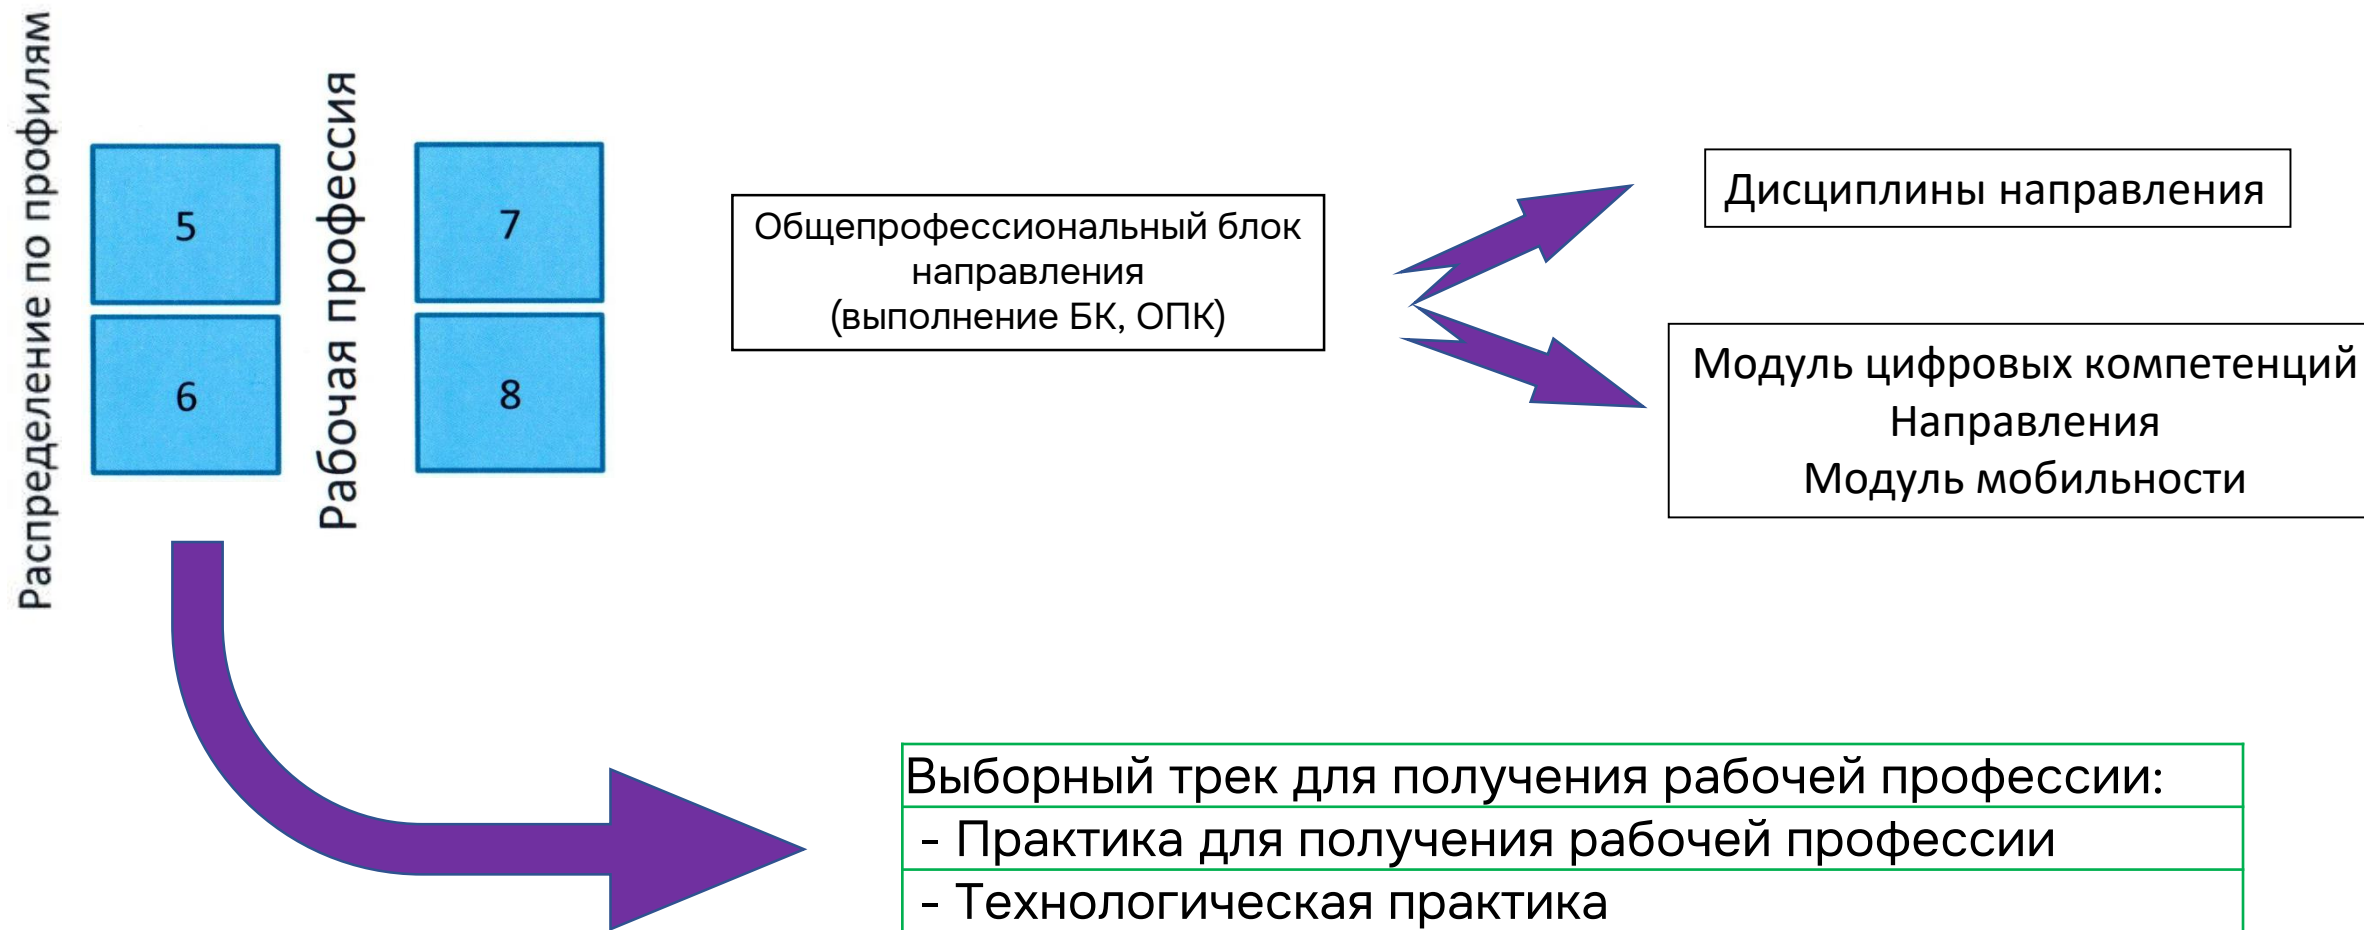 Распределение по профилям
5
6
Рабочая профессия
7
8
Общепрофессиональный блок
направления
(выполнение БК, ОПК)
Дисциплины направления
Модуль цифровых компетенций
Направления
Модуль мобильности
Выборный трек для получения рабочей профессии:
- Практика для получения рабочей профессии
- Технологическая практика